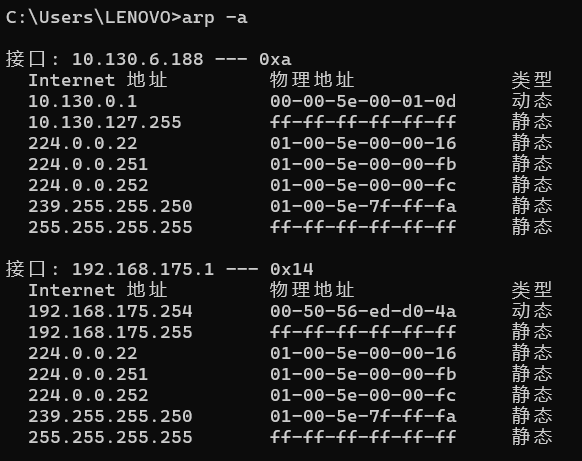 C:\Users\LENOVO>arp -a
接口: 10.130.6.188 --- 0xa
Internet 地址 物理地址 类型
10.130.0.1 00-00-5e-00-01-0d 动态
10.130.127.255 ff-ff-ff-ff-ff-ff 静态
224.0.0.22 01-00-5e-00-00-16 静态
224.0.0.251 01-00-5e-00-00-fb 静态
224.0.0.252 01-00-5e-00-00-fc 静态
239.255.255.250 01-00-5e-7f-ff-fa 静态
255.255.255.255 ff-ff-ff-ff-ff-ff 静态
接口: 192.168.175.1 --- 0x14
Internet 地址 物理地址 类型
192.168.175.254 00-50-56-ed-d0-4a 动态
192.168.175.255 ff-ff-ff-ff-ff-ff 静态
224.0.0.22 01-00-5e-00-00-16 静态
224.0.0.251 01-00-5e-00-00-fb 静态
224.0.0.252 01-00-5e-00-00-fc 静态
239.255.255.250 01-00-5e-7f-ff-fa 静态
255.255.255.255 ff-ff-ff-ff-ff-ff 静态